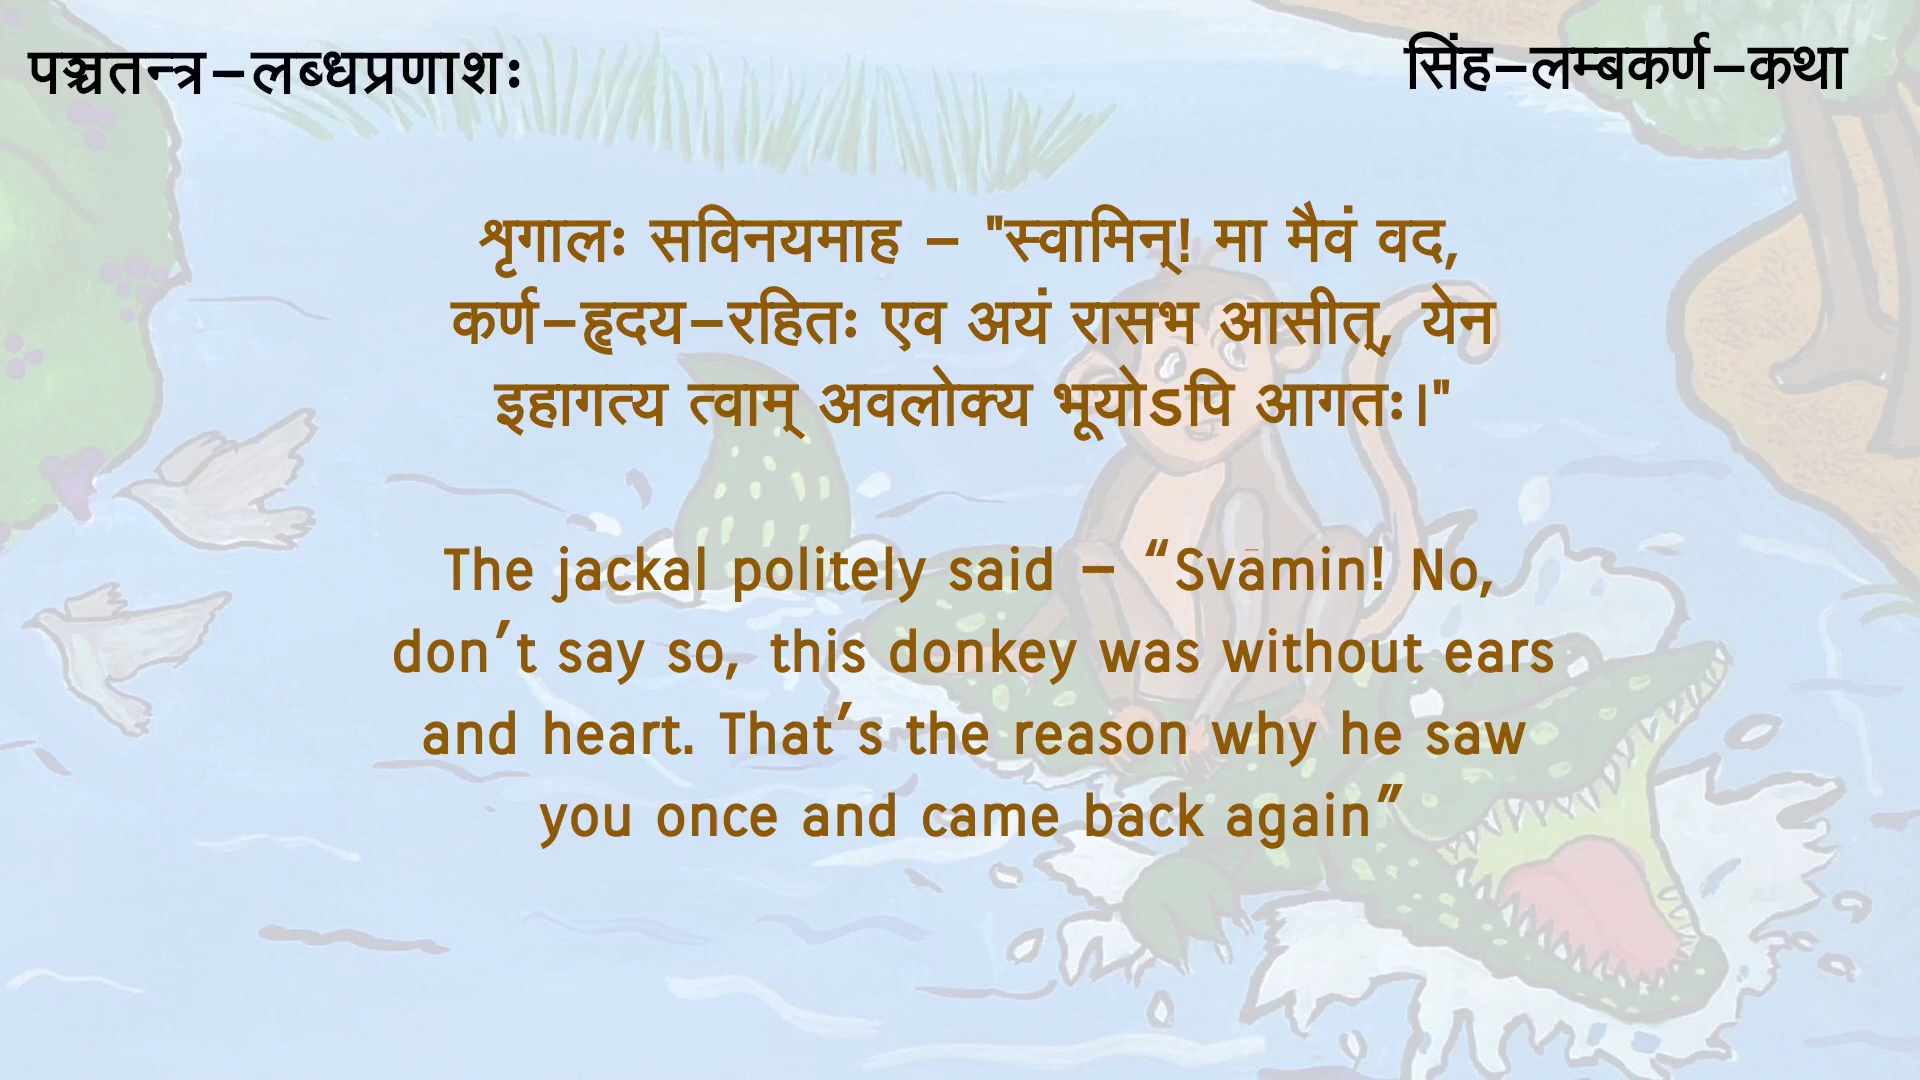 पञ्चतन्त्र-लब्धप्रणाशः
सिंह-लम्बकर्ण-कथा
शृगालः सविनयमाह - "स्वामिन्! मा मैवं वद,
कर्ण-हृदय-रहितः एव अयं रासभ आसीत्, येन
इहागत्य त्वाम् अवलोक्य भूयोऽपि आगतः।"
The jackal politely said - “Svāmin! No,
don’t say so, this donkey was without ears
and heart. That’s the reason why he saw
you once and came back again”